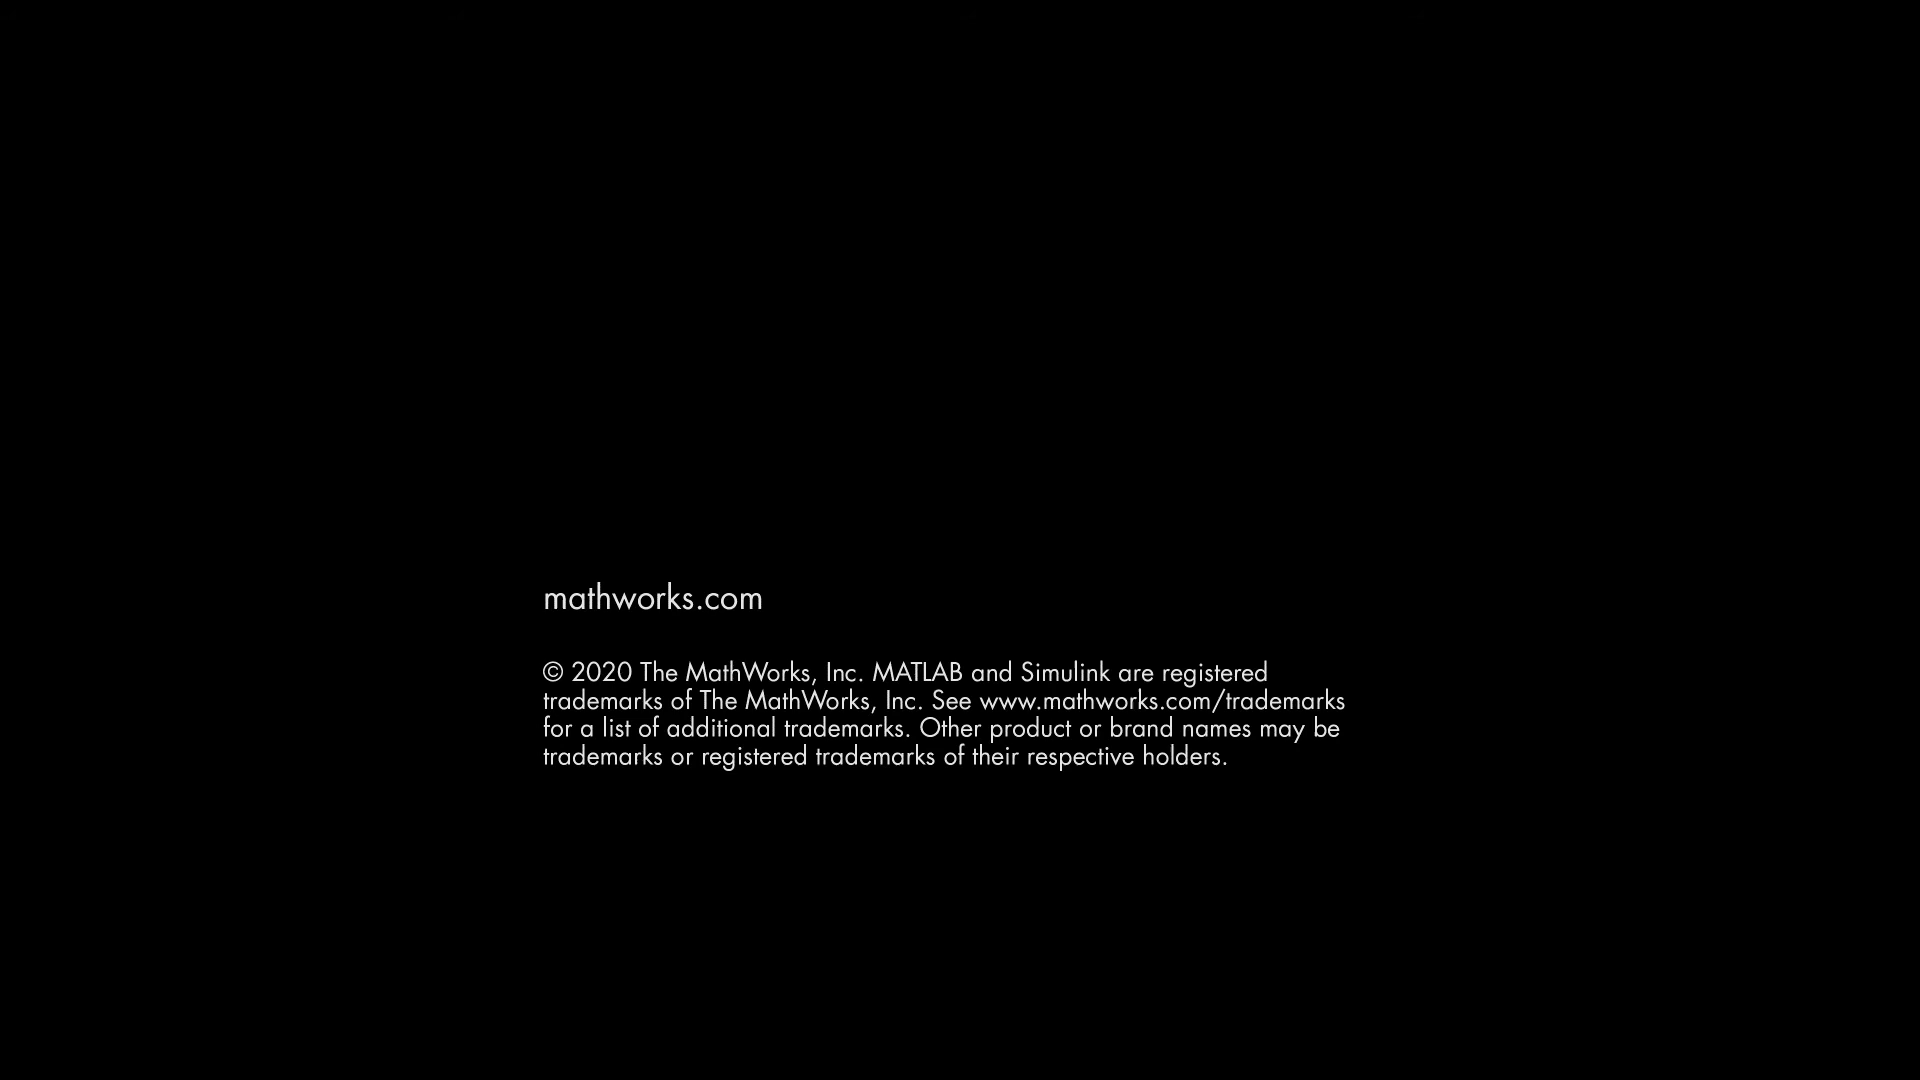 mathworks.com
© 2020 The MathWorks, Inc. MATLAB and Simulink are registered
trademarks of The MathWorks, Inc. See www.mathworks.com/trademarks
for a list of additional trademarks. Other product or brand names may be
trademarks or registered trademarks of their respective holders.